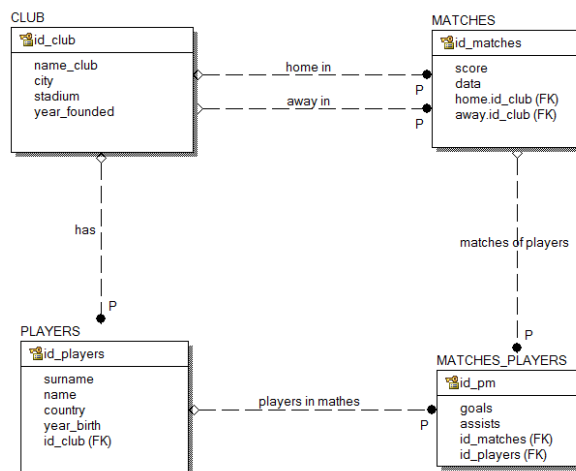 CLUB
id_club
name_club
city
stadium
year_founded
home in
P
away in
P
MATCHES
id_matches
score
data
home.id_club (FK)
away.id_club (FK)
has
P
matches of players
P
PLAYERS
id_players
surname
name
country
year_birth
id_club (FK)
players in mathes
P
MATCHES_PLAYERS
id_pm
goals
assists
id_matches (FK)
id_players (FK)